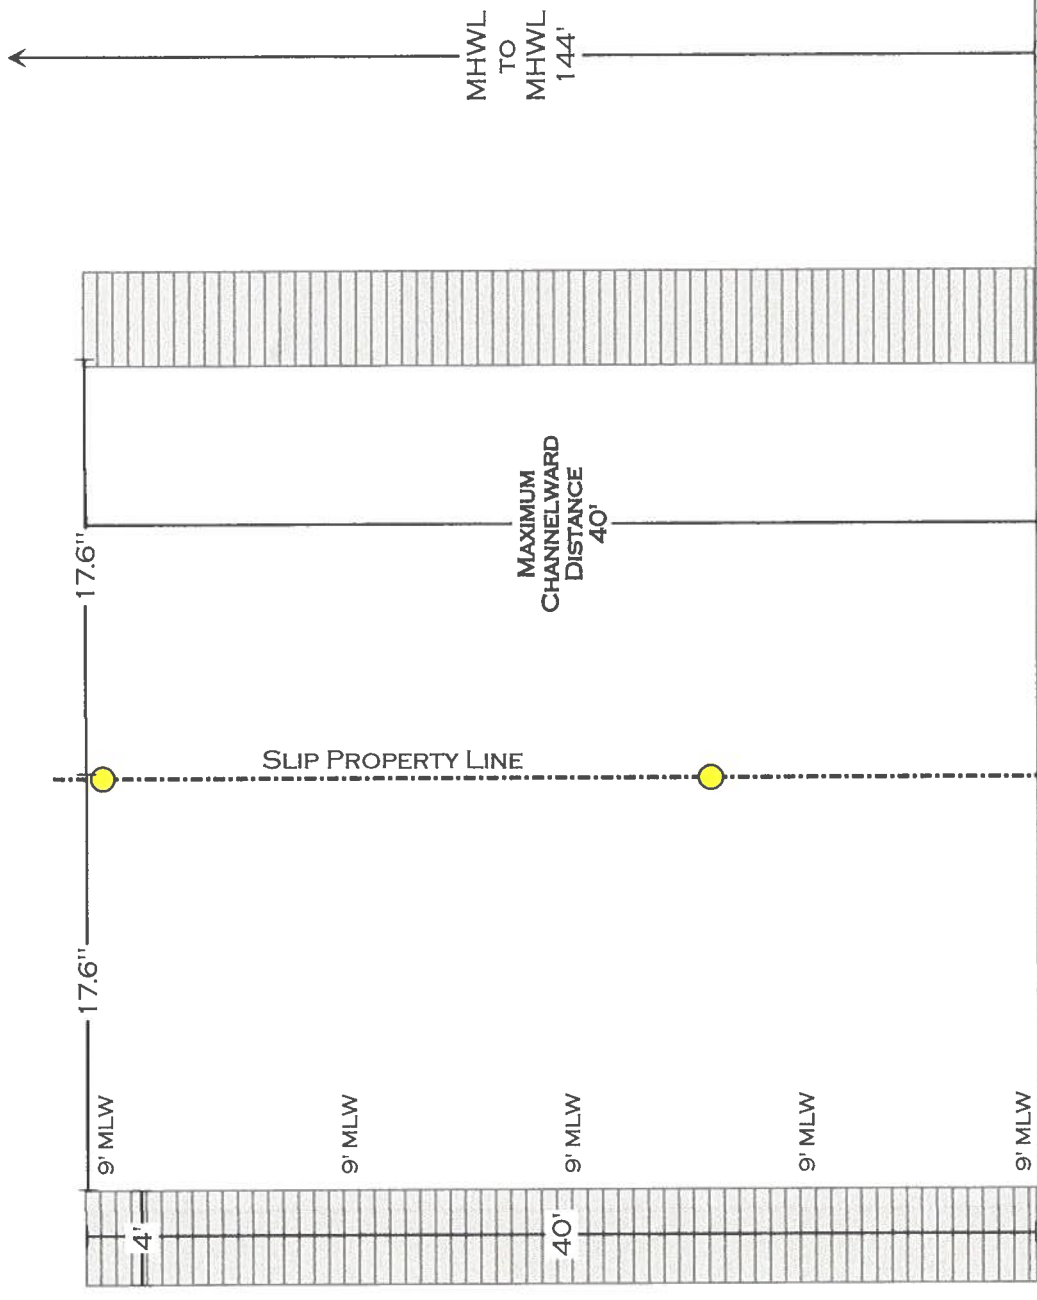 MHWL
TO
MHWL
144'
17.6"
17.6"
MAXIMUM
CHANNELWARD
DISTANCE
40'
SLIP PROPERTY LINE
9' MLW
9' MLW
9' MLW
9' MLW
9' MLW
4'
40'